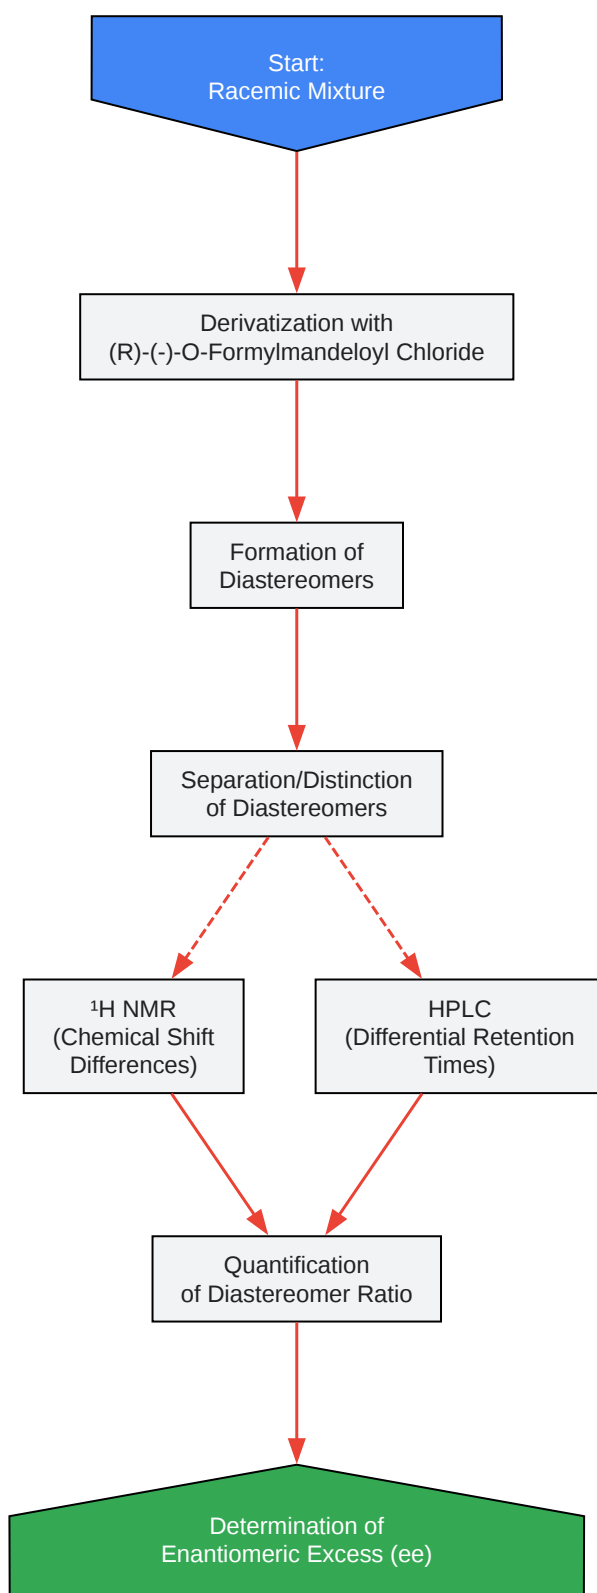 Start:
Racemic Mixture
Derivatization with
(R)-(-)-O-Formylmandeloyl Chloride
Formation of
Diastereomers
Separation/Distinction
of Diastereomers
¹H NMR
(Chemical Shift
Differences)
HPLC
(Differential Retention
Times)
Quantification
of Diastereomer Ratio
Determination of
Enantiomeric Excess (ee)